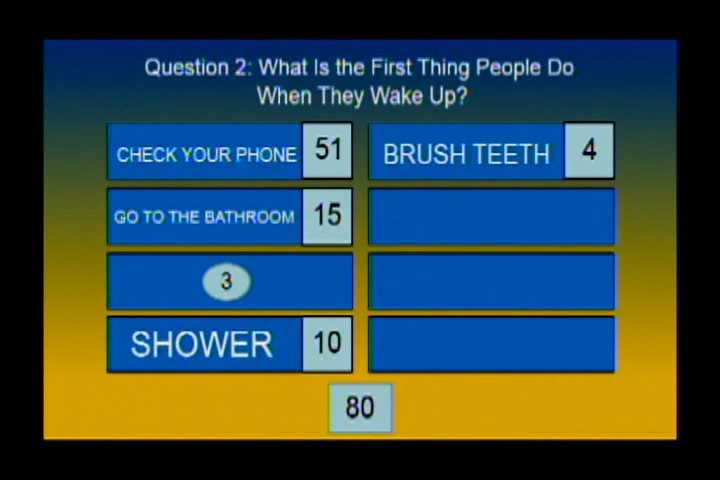 Question 2: What Is the First Thing People Do
When They Wake Up?
CHECK YOUR PHONE 51
GO TO THE BATHROOM 15
3
SHOWER 10
BRUSH TEETH 4
80